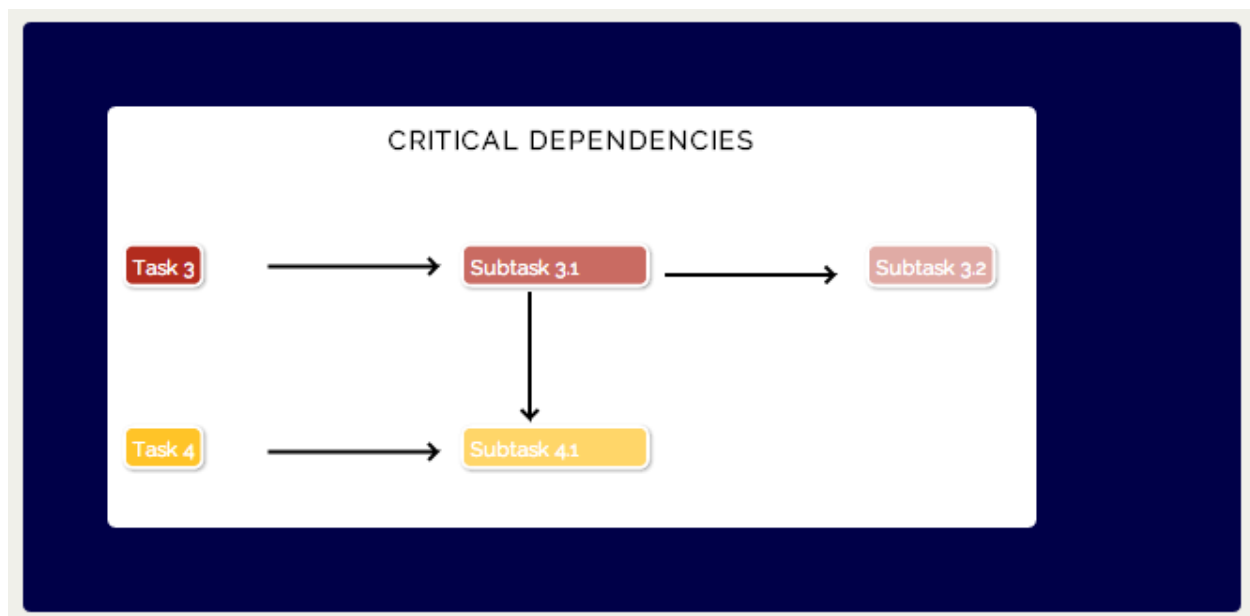 CRITICAL DEPENDENCIES
Task 3
Subtask 3.1
Subtask 3.2
Task 4
Subtask 4.1